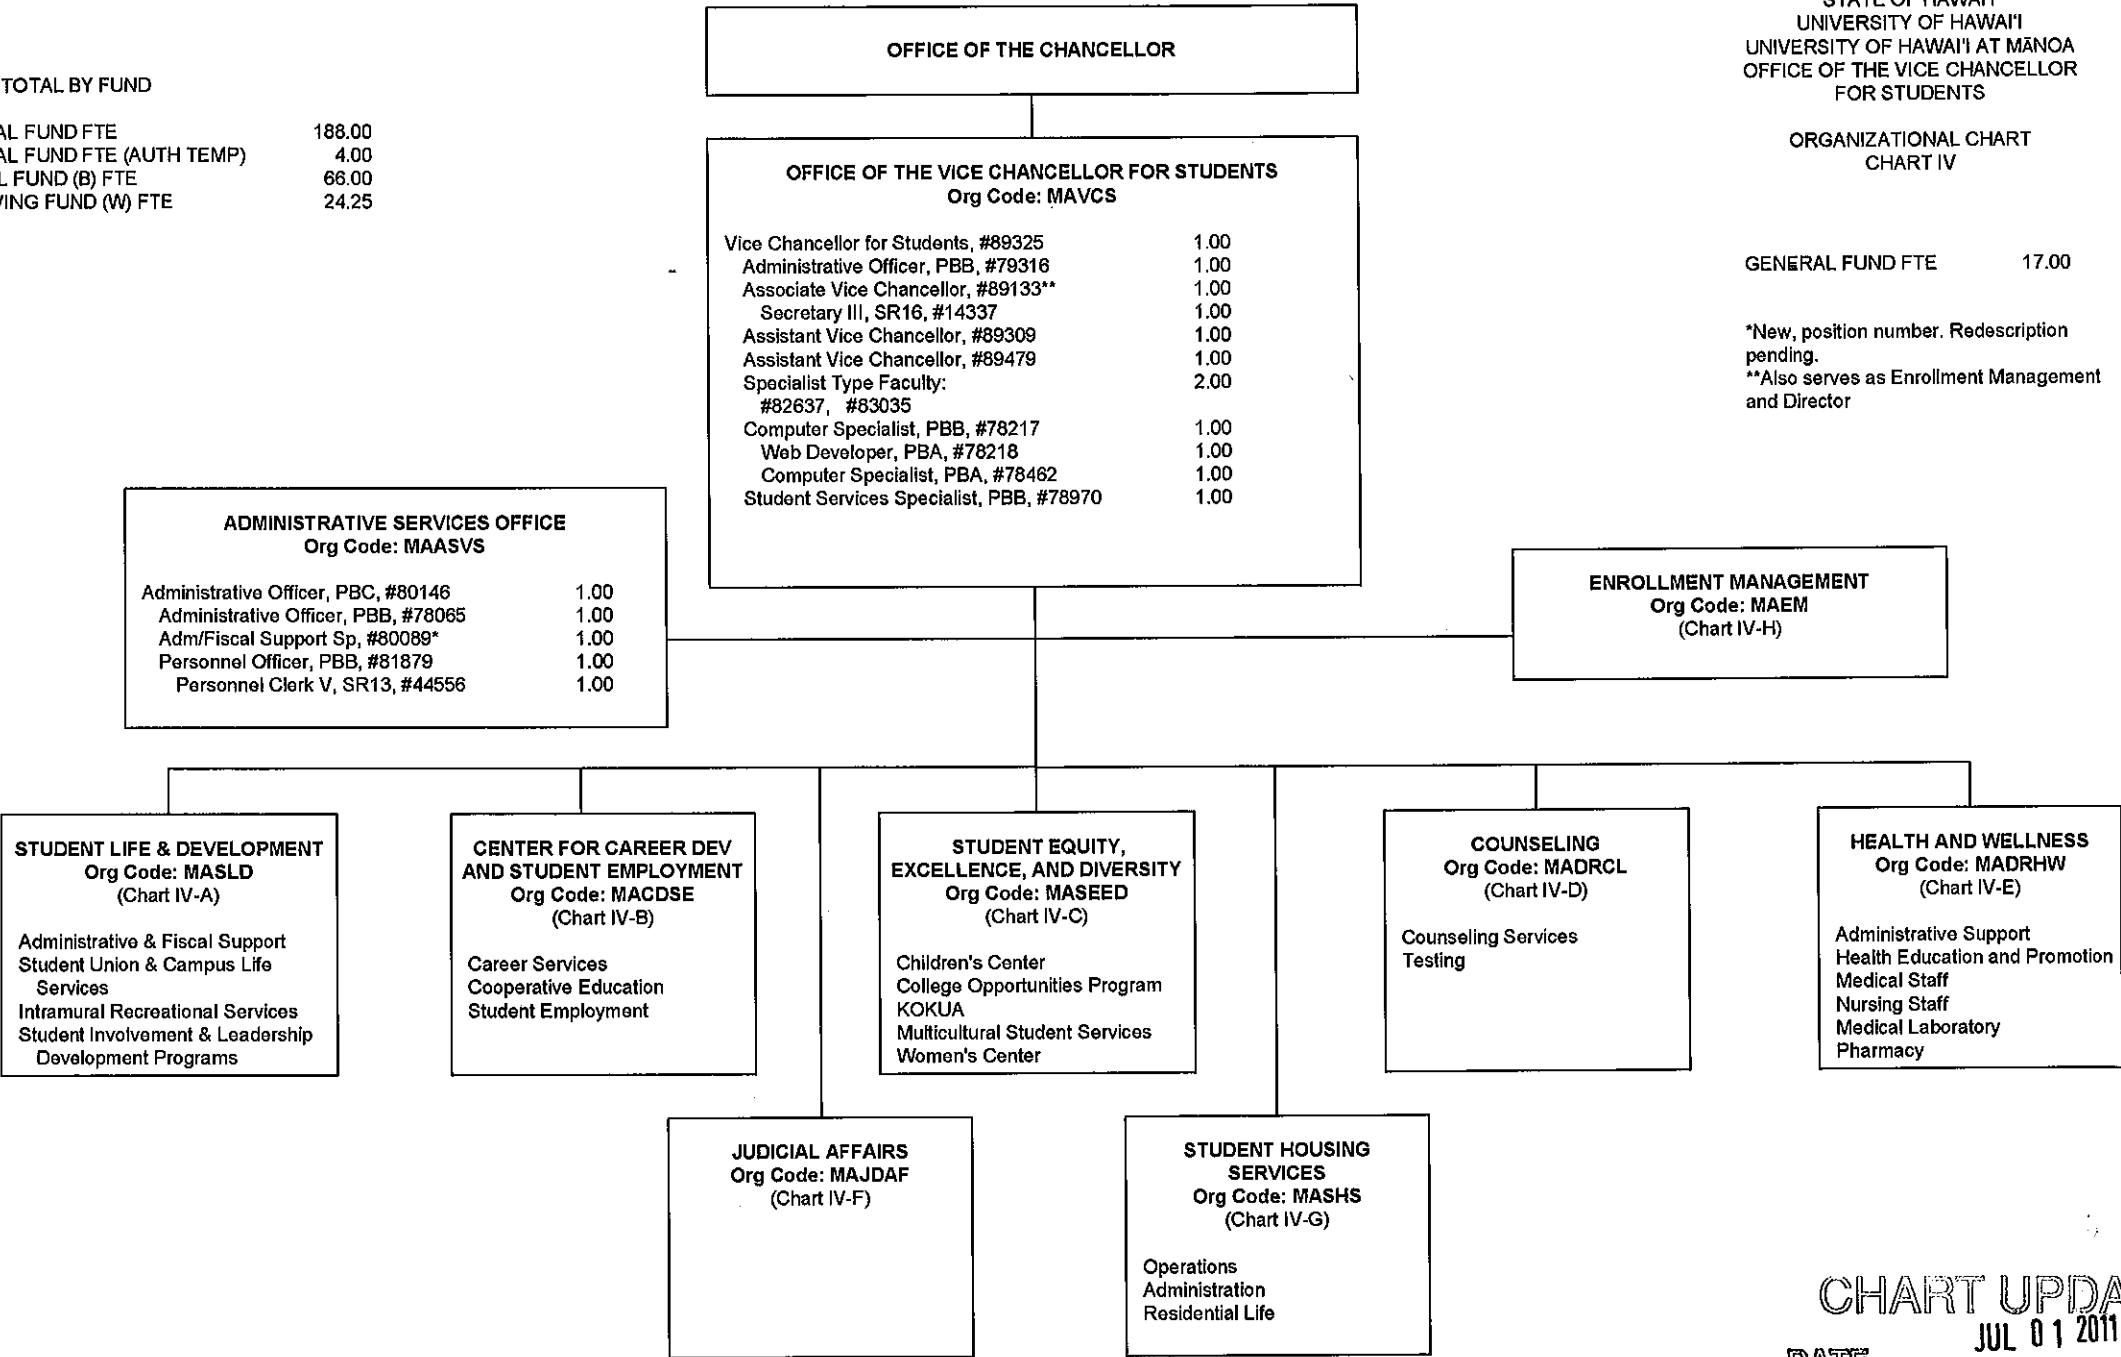 TOTAL BY FUND
AL FUND FTE 188.00
AL FUND FTE (AUTH TEMP) 4.00
L FUND (B) FTE 66.00
VING FUND (W) FTE 24.25
OFFICE OF THE CHANCELLOR
STATE OF HAWAI'I
UNIVERSITY OF HAWAI'I
UNIVERSITY OF HAWAI'I AT MĀNOA
OFFICE OF THE VICE CHANCELLOR
FOR STUDENTS
ORGANIZATIONAL CHART
CHART IV
GENERAL FUND FTE 17.00
*New, position number. Redescription
pending.
**Also serves as Enrollment Management
and Director
OFFICE OF THE VICE CHANCELLOR FOR STUDENTS
Org Code: MAVCS
Vice Chancellor for Students, #89325 1.00
Administrative Officer, PBB, #79316 1.00
Associate Vice Chancellor, #89133** 1.00
Secretary III, SR16, #14337 1.00
Assistant Vice Chancellor, #89309 1.00
Assistant Vice Chancellor, #89479 1.00
Specialist Type Faculty: 2.00
#82637, #83035
Computer Specialist, PBB, #78217 1.00
Web Developer, PBA, #78218 1.00
Computer Specialist, PBA, #78462 1.00
Student Services Specialist, PBB, #78970 1.00
ADMINISTRATIVE SERVICES OFFICE
Org Code: MAASVS
Administrative Officer, PBC, #80146 1.00
Administrative Officer, PBB, #78065 1.00
Adm/Fiscal Support Sp, #80089* 1.00
Personnel Officer, PBB, #81879 1.00
Personnel Clerk V, SR13, #44556 1.00
ENROLLMENT MANAGEMENT
Org Code: MAEM
(Chart IV-H)
STUDENT LIFE & DEVELOPMENT
Org Code: MASLD
(Chart IV-A)
Administrative & Fiscal Support
Student Union & Campus Life
Services
Intramural Recreational Services
Student Involvement & Leadership
Development Programs
CENTER FOR CAREER DEV
AND STUDENT EMPLOYMENT
Org Code: MACDSE
(Chart IV-B)
Career Services
Cooperative Education
Student Employment
STUDENT EQUITY,
EXCELLENCE, AND DIVERSITY
Org Code: MASEED
(Chart IV-C)
Children's Center
College Opportunities Program
KOKUA
Multicultural Student Services
Women's Center
COUNSELING
Org Code: MADRCL
(Chart IV-D)
Counseling Services
Testing
HEALTH AND WELLNESS
Org Code: MADRHW
(Chart IV-E)
Administrative Support
Health Education and Promotion
Medical Staff
Nursing Staff
Medical Laboratory
Pharmacy
JUDICIAL AFFAIRS
Org Code: MAJDAF
(Chart IV-F)
STUDENT HOUSING
SERVICES
Org Code: MASHS
(Chart IV-G)
Operations
Administration
Residential Life
CHART UPDA
JUL 01 2011
DATE